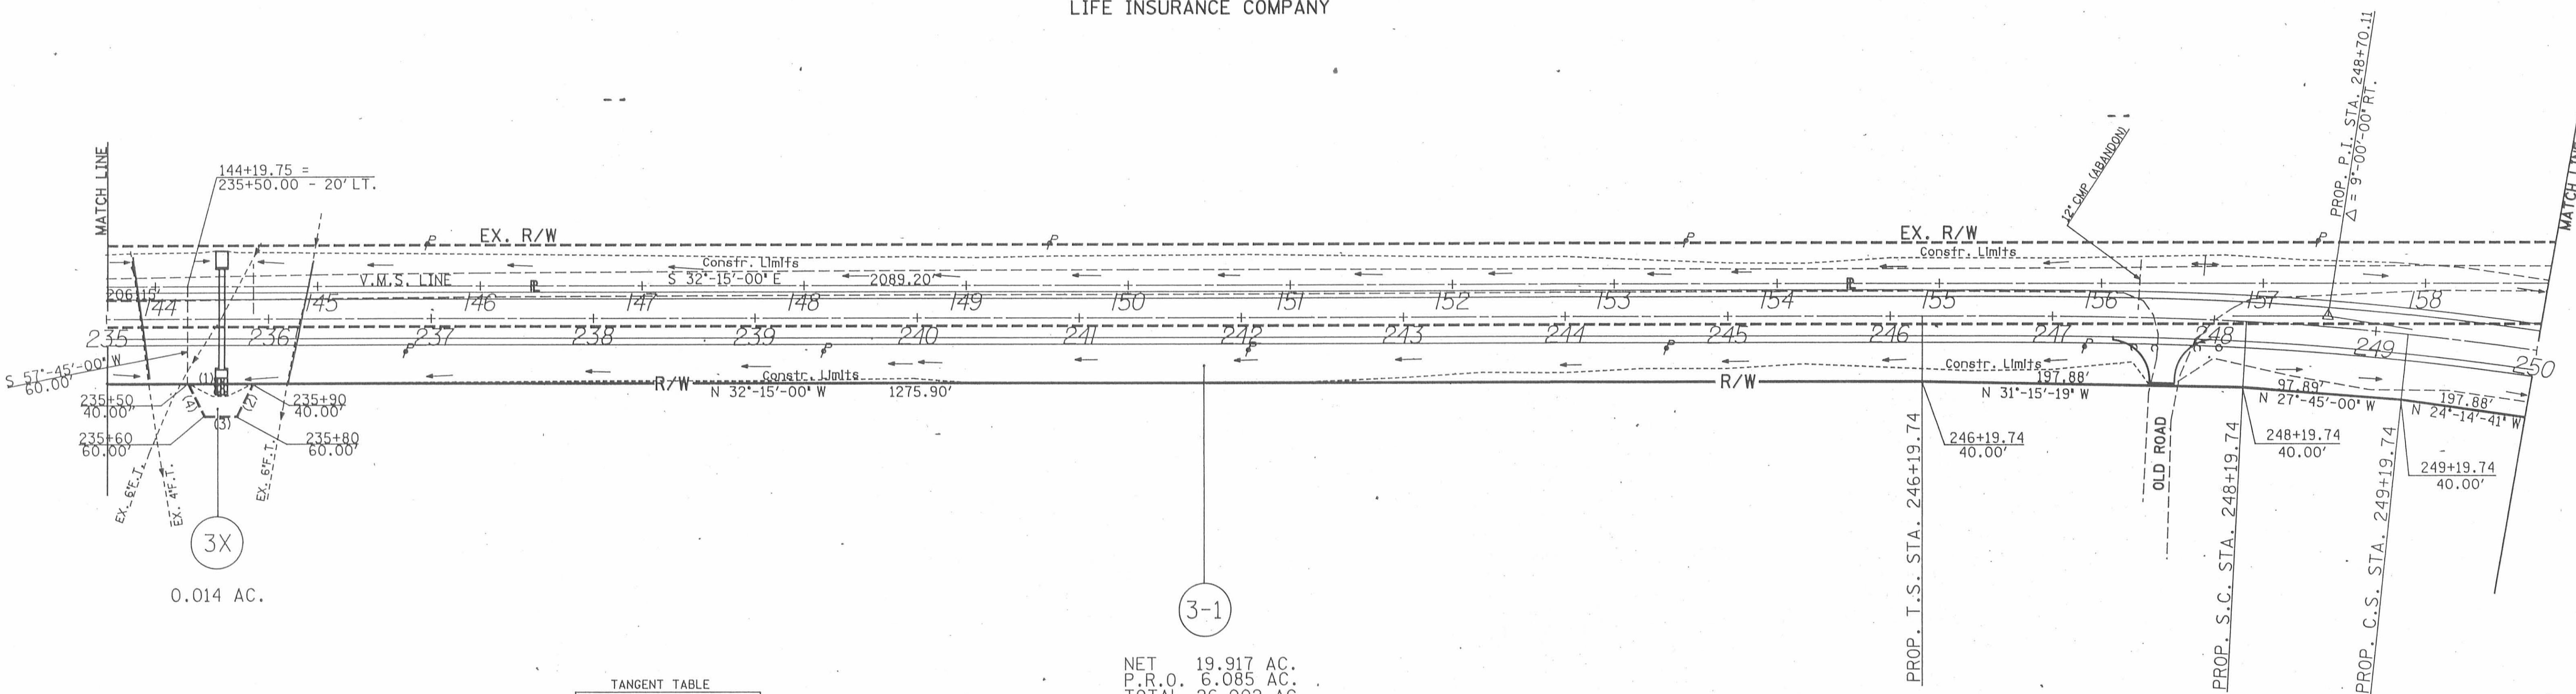 LIFE INSURANCE COMPANY
MATCH LINE
144+19.75 =
235+50.00 - 20' LT.
EX. R/W
EX. R/W
Constr. Limits
Constr. Limits
V.M.S. LINE
S 32°-15'-00" E
2089.20'
206.15'
144 145 146 147 148 149 150 151 152 153 154 155 156 157 158
235 236 237 238 239 240 241 242 243 244 245 246 247 248 249 250
12" CMP (ABANDON)
PROP. P.I. STA. 248+70.11
Δ = 9°-00'-00" RT.
MATCH LINE
S 57°-45'-00" W
60.00'
(1)
(2)
(3)
(4)
235+50
40.00'
235+60
60.00'
235+90
40.00'
235+80
60.00'
EX. 6" F.T.
EX. 4" F.T.
EX. 6" F.T.
R/W
Constr. Limits
N 32°-15'-00" W
1275.90'
R/W
Constr. Limits
197.88'
N 31°-15'-19" W
97.89'
N 27°-45'-00" W
197.88'
N 24°-14'-41" W
246+19.74
40.00'
248+19.74
40.00'
249+19.74
40.00'
OLD ROAD
PROP. T.S. STA. 246+19.74
PROP. S.C. STA. 248+19.74
PROP. C.S. STA. 249+19.74
3X
0.014 AC.
3-1
NET 19.917 AC.
P.R.O. 6.085 AC.
TOTAL 26.002 AC.
TANGENT TABLE